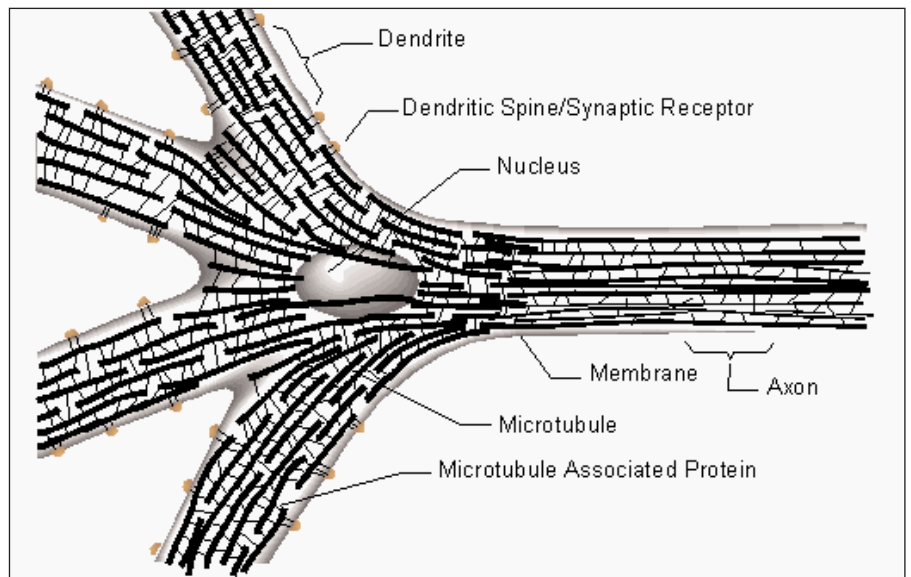 Dendrite
Dendritic Spine/Synaptic Receptor
Nucleus
Membrane
Axon
Microtubule
Microtubule Associated Protein